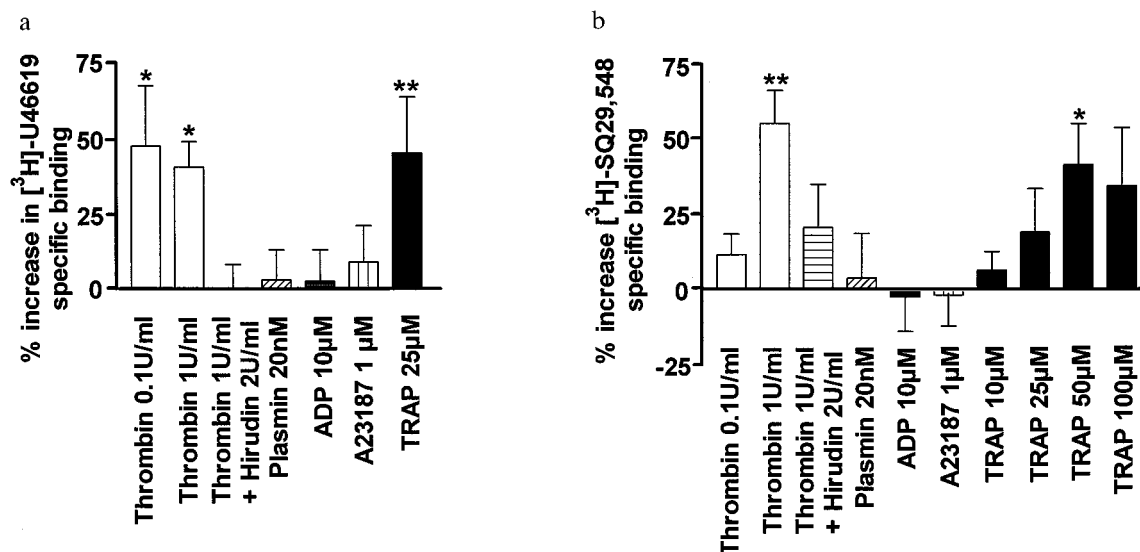 a
% increase in [³H]-U46619
specific binding
75
50
25
0
*
*
**
Thrombin 0.1U/ml
Thrombin 1U/ml
Thrombin 1U/ml
+ Hirudin 2U/ml
Plasmin 20nM
ADP 10µM
A23187 1 µM
TRAP 25µM
b
% increase [³H]-SQ29,548
specific binding
75
50
25
0
-25
**
*
Thrombin 0.1U/ml
Thrombin 1U/ml
Thrombin 1U/ml
+ Hirudin 2U/ml
Plasmin 20nM
ADP 10µM
A23187 1µM
TRAP 10µM
TRAP 25µM
TRAP 50µM
TRAP 100µM